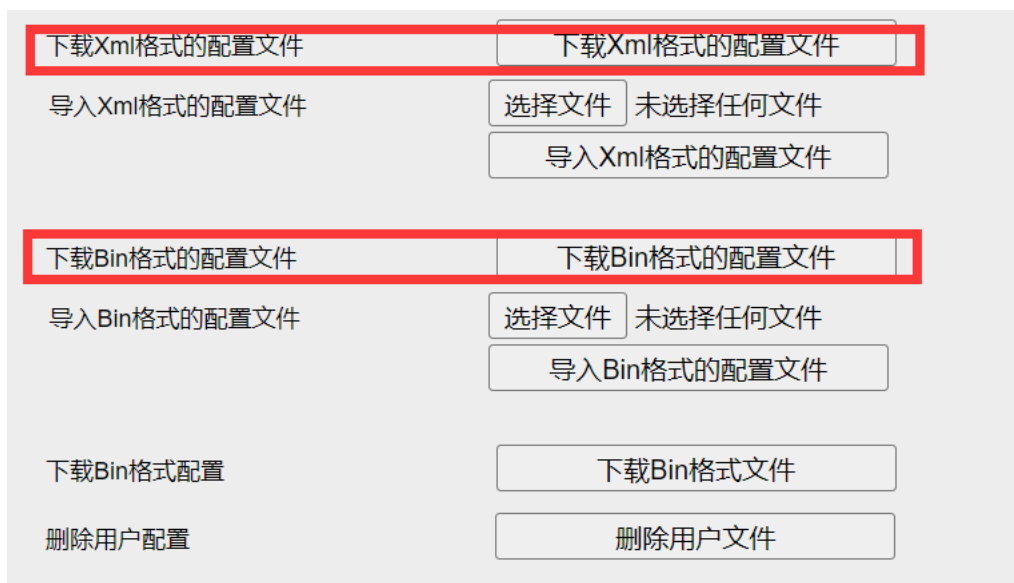 下载Xml格式的配置文件 下载Xml格式的配置文件
导入Xml格式的配置文件 选择文件 未选择任何文件
导入Xml格式的配置文件
下载Bin格式的配置文件 下载Bin格式的配置文件
导入Bin格式的配置文件 选择文件 未选择任何文件
导入Bin格式的配置文件
下载Bin格式配置 下载Bin格式文件
删除用户配置 删除用户文件